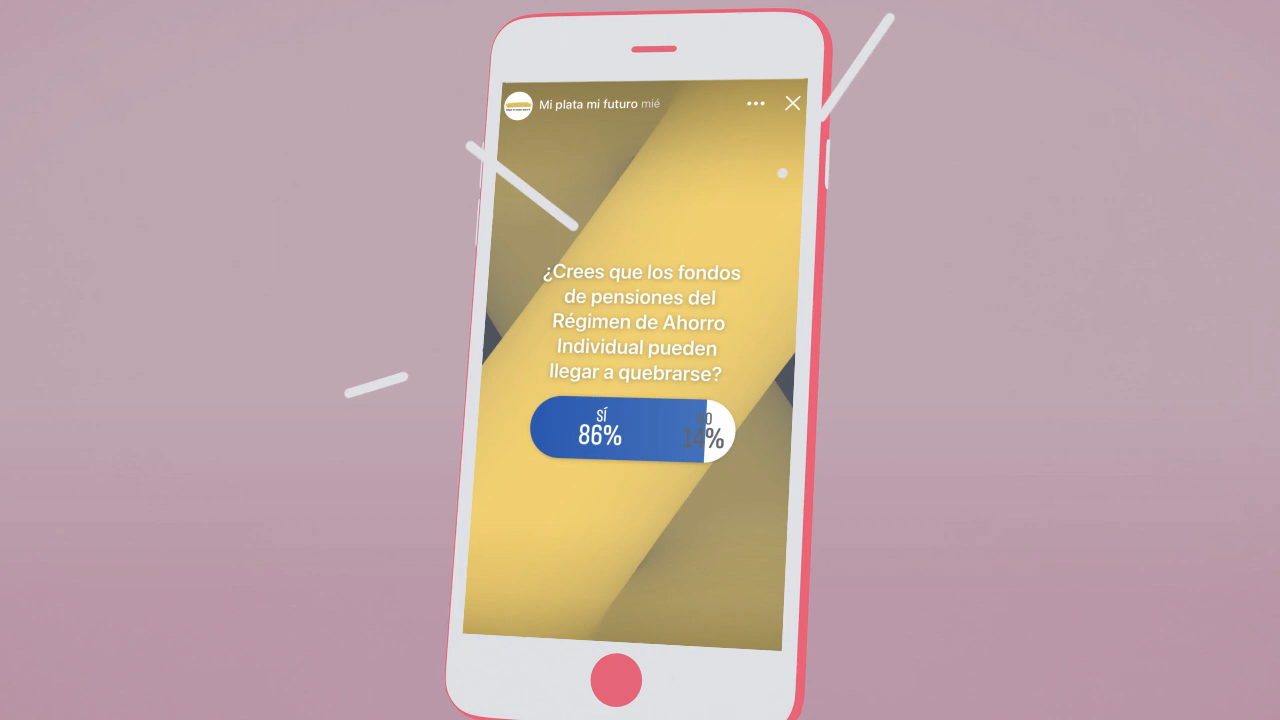 Mi plata mi futuro mié
¿Crees que los fondos
de pensiones del
Régimen de Ahorro
Individual pueden
llegar a quebrarse?
SÍ
86%
NO
14%